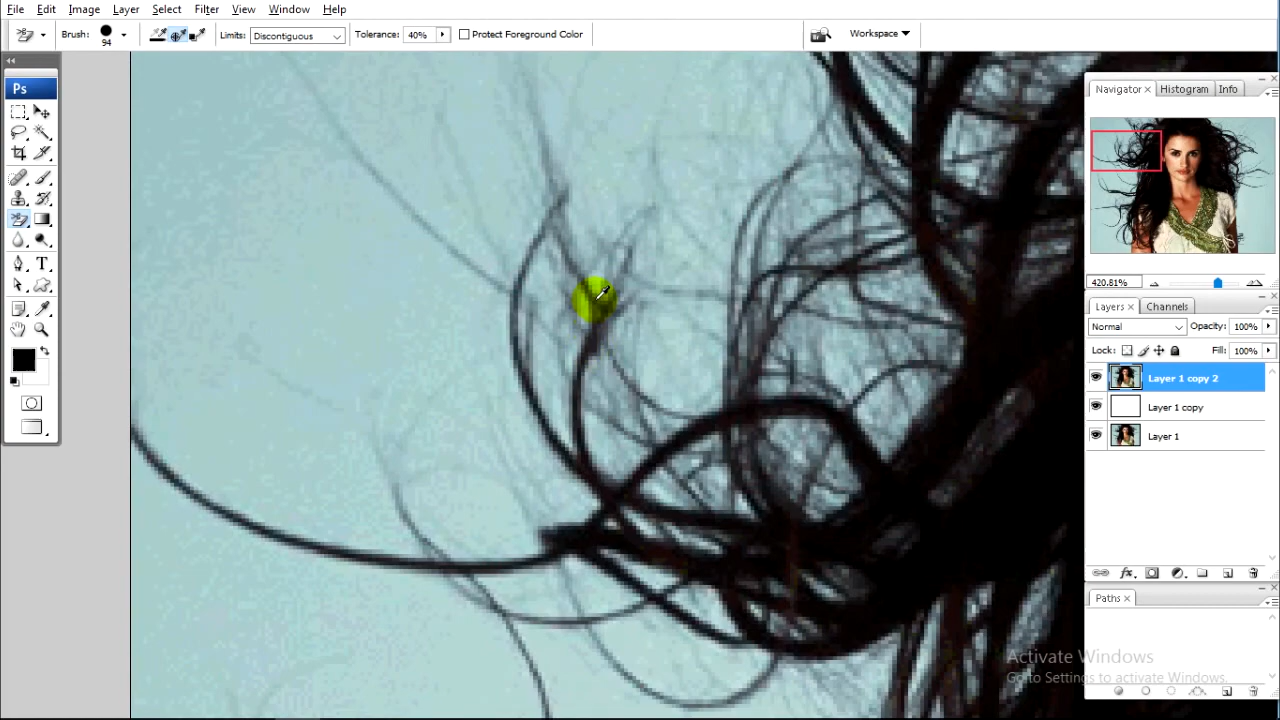 File Edit Image Layer Select Filter View Window Help
Brush: 94 Limits: Discontiguous Tolerance: 40% Protect Foreground Color Workspace
Ps
Navigator Histogram Info
420.81%
Layers Channels
Normal Opacity: 100%
Lock: Fill: 100%
Layer 1 copy 2
Layer 1 copy
Layer 1
fx
Paths
Activate Windows
Go to Settings to activate Windows.